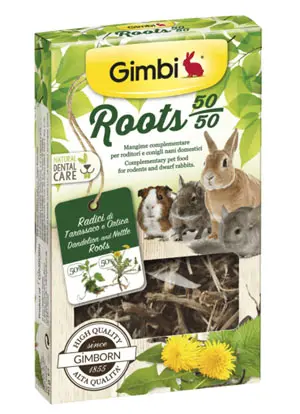 Gimbi
Roots 50/50
Mangime complementare
per roditori e conigli nani domestici
Complementary pet food
for rodents and dwarf rabbits.
NATURAL
DENTAL
CARE
Radici di
Tarassaco e Ortica
Dandelion and Nettle
Roots
50%
50%
HIGH QUALITY
since
GIMBORN
1855
ALTA QUALITA'